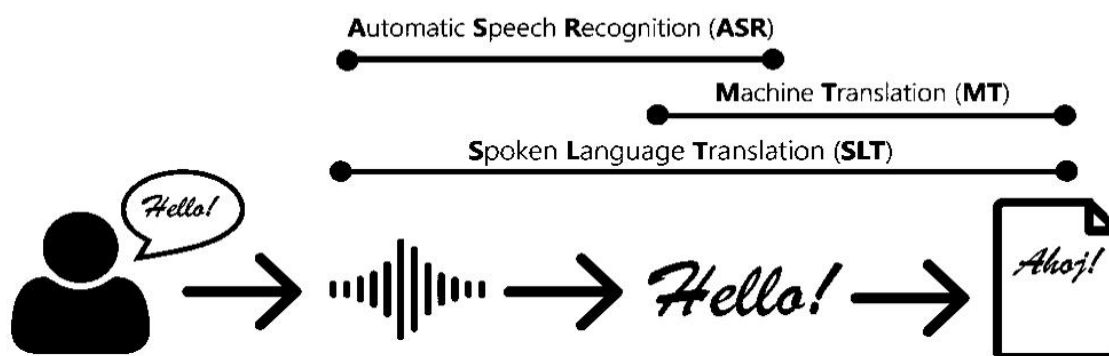 Automatic Speech Recognition (ASR)
Machine Translation (MT)
Spoken Language Translation (SLT)
Hello!
Hello!
Ahoj!